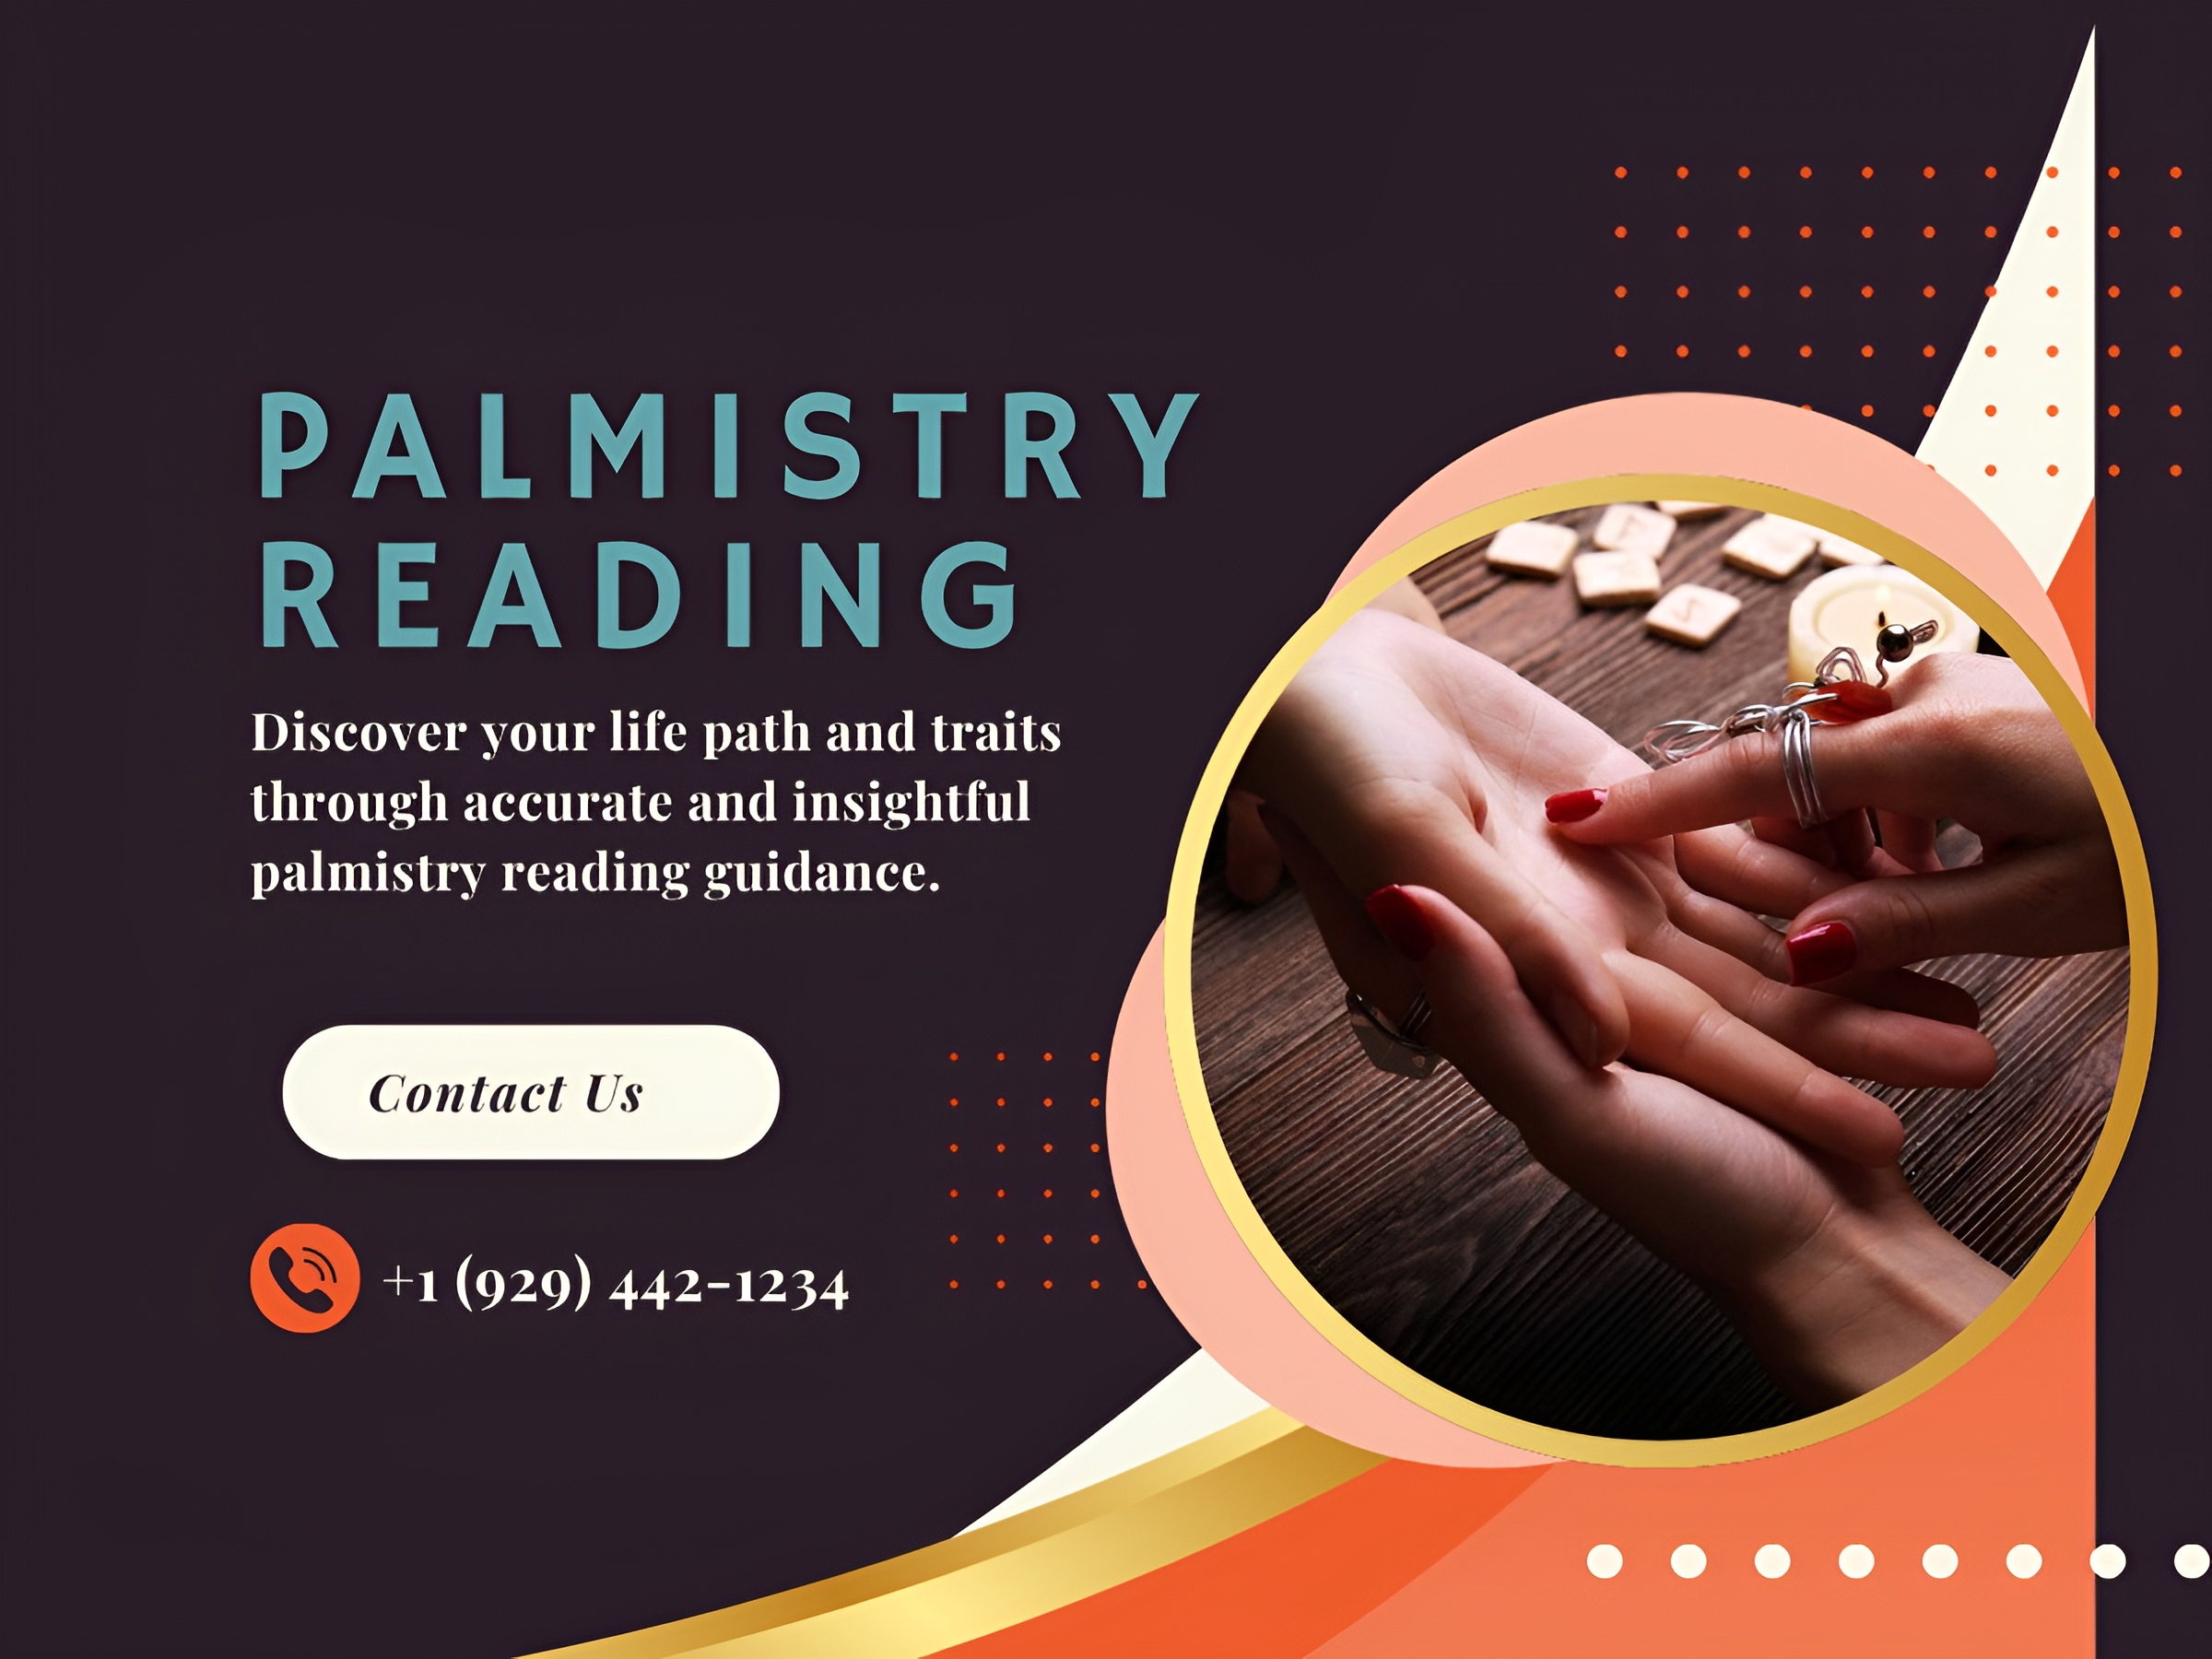 PALMISTRY
READING
Discover your life path and traits
through accurate and insightful
palmistry reading guidance.
Contact Us
+1 (929) 442-1234